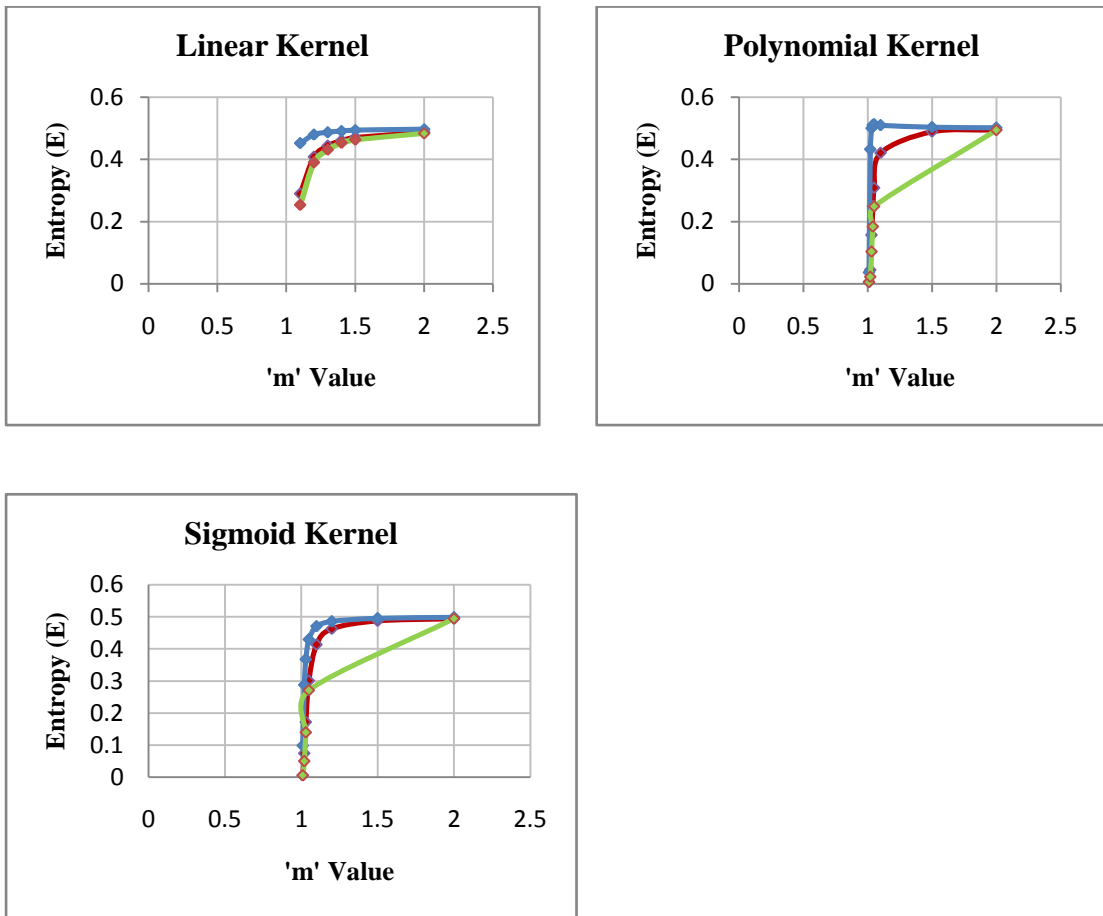 Linear Kernel
Entropy (E)
0.6
0.4
0.2
0
0 0.5 1 1.5 2 2.5
'm' Value
Polynomial Kernel
Entropy (E)
0.6
0.4
0.2
0
0 0.5 1 1.5 2 2.5
'm' Value
Sigmoid Kernel
Entropy (E)
0.6
0.5
0.4
0.3
0.2
0.1
0
0 0.5 1 1.5 2 2.5
'm' Value